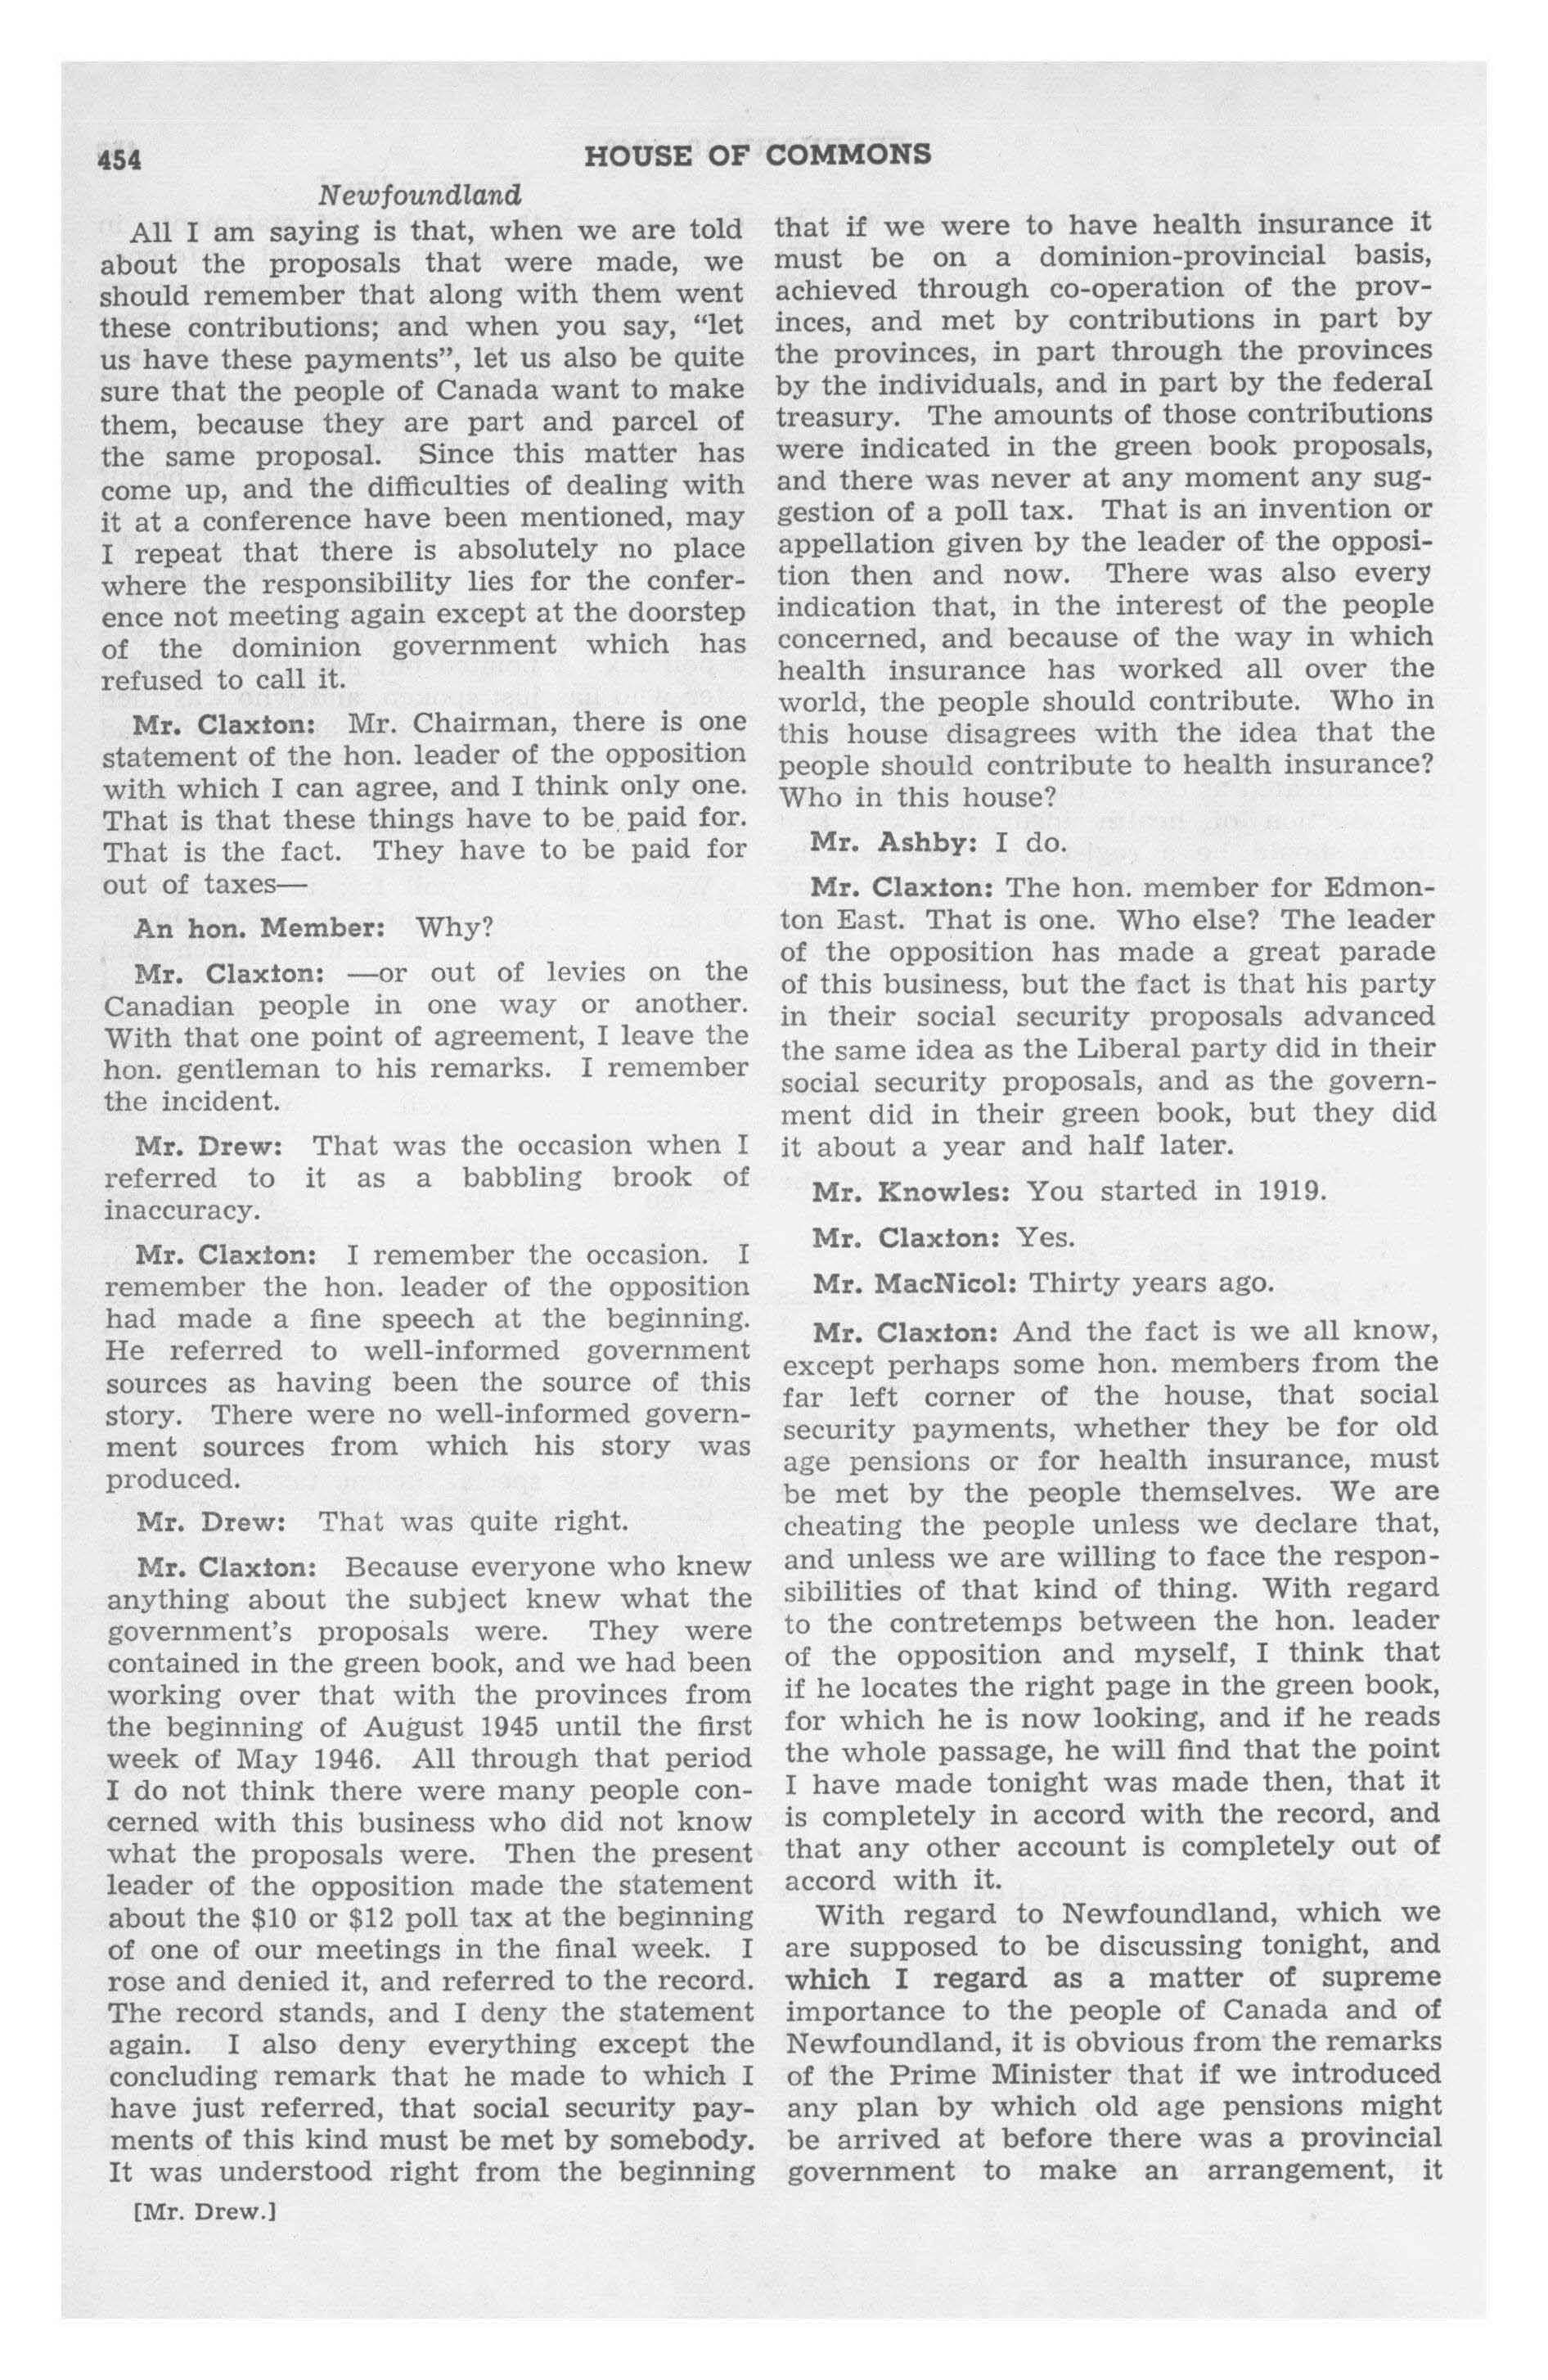 454
HOUSE OF COMMONS
Newfoundland
All I am saying is that, when we are told
about the proposals that were made, we
should remember that along with them went
these contributions; and when you say, “let
us have these payments”, let us also be quite
sure that the people of Canada want to make
them, because they are part and parcel of
the same proposal. Since this matter has
come up, and the difficulties of dealing with
it at a conference have been mentioned, may
I repeat that there is absolutely no place
where the responsibility lies for the confer-
ence not meeting again except at the doorstep
of the dominion government which has
refused to call it.
Mr. Claxton: Mr. Chairman, there is one
statement of the hon. leader of the opposition
with which I can agree, and I think only one.
That is that these things have to be paid for.
That is the fact. They have to be paid for
out of taxes—
An hon. Member: Why?
Mr. Claxton: —or out of levies on the
Canadian people in one way or another.
With that one point of agreement, I leave the
hon. gentleman to his remarks. I remember
the incident.
Mr. Drew: That was the occasion when I
referred to it as a babbling brook of
inaccuracy.
Mr. Claxton: I remember the occasion. I
remember the hon. leader of the opposition
had made a fine speech at the beginning.
He referred to well-informed government
sources as having been the source of this
story. There were no well-informed govern-
ment sources from which his story was
produced.
Mr. Drew: That was quite right.
Mr. Claxton: Because everyone who knew
anything about the subject knew what the
government's proposals were. They were
contained in the green book, and we had been
working over that with the provinces from
the beginning of August 1945 until the first
week of May 1946. All through that period
I do not think there were many people con-
cerned with this business who did not know
what the proposals were. Then the present
leader of the opposition made the statement
about the $10 or $12 poll tax at the beginning
of one of our meetings in the final week. I
rose and denied it, and referred to the record.
The record stands, and I deny the statement
again. I also deny everything except the
concluding remark that he made to which I
have just referred, that social security pay-
ments of this kind must be met by somebody.
It was understood right from the beginning
[Mr. Drew.]
that if we were to have health insurance it
must be on a dominion-provincial basis,
achieved through co-operation of the prov-
inces, and met by contributions in part by
the provinces, in part through the provinces
by the individuals, and in part by the federal
treasury. The amounts of those contributions
were indicated in the green book proposals,
and there was never at any moment any sug-
gestion of a poll tax. That is an invention or
appellation given by the leader of the opposi-
tion then and now. There was also every
indication that, in the interest of the people
concerned, and because of the way in which
health insurance has worked all over the
world, the people should contribute. Who in
this house disagrees with the idea that the
people should contribute to health insurance?
Who in this house?
Mr. Ashby: I do.
Mr. Claxton: The hon. member for Edmon-
ton East. That is one. Who else? The leader
of the opposition has made a great parade
of this business, but the fact is that his party
in their social security proposals advanced
the same idea as the Liberal party did in their
social security proposals, and as the govern-
ment did in their green book, but they did
it about a year and half later.
Mr. Knowles: You started in 1919.
Mr. Claxton: Yes.
Mr. MacNicol: Thirty years ago.
Mr. Claxton: And the fact is we all know,
except perhaps some hon. members from the
far left corner of the house, that social
security payments, whether they be for old
age pensions or for health insurance, must
be met by the people themselves. We are
cheating the people unless we declare that,
and unless we are willing to face the respon-
sibilities of that kind of thing. With regard
to the contretemps between the hon. leader
of the opposition and myself, I think that
if he locates the right page in the green book,
for which he is now looking, and if he reads
the whole passage, he will find that the point
I have made tonight was made then, that it
is completely in accord with the record, and
that any other account is completely out of
accord with it.
With regard to Newfoundland, which we
are supposed to be discussing tonight, and
which I regard as a matter of supreme
importance to the people of Canada and of
Newfoundland, it is obvious from the remarks
of the Prime Minister that if we introduced
any plan by which old age pensions might
be arrived at before there was a provincial
government to make an arrangement, it